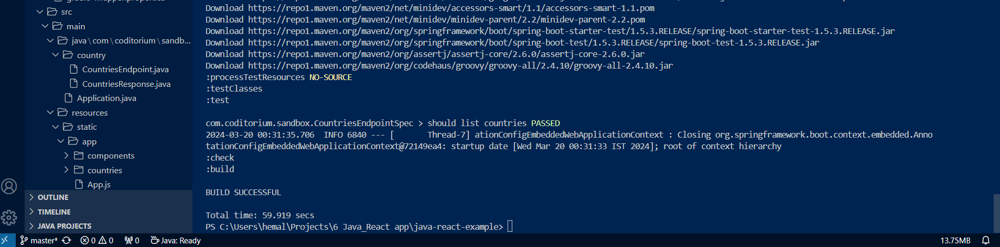 src
main
java\com\coditorium\sandb...
country
CountriesEndpoint.java
CountriesResponse.java
Application.java
resources
static
app
components
countries
App.js
OUTLINE
TIMELINE
JAVA PROJECTS
Download https://repo1.maven.org/maven2/net/minidev/accessors-smart/1.1/accessors-smart-1.1.pom
Download https://repo1.maven.org/maven2/net/minidev/minidev-parent/2.2/minidev-parent-2.2.pom
Download https://repo1.maven.org/maven2/org/springframework/boot/spring-boot-starter-test/1.5.3.RELEASE/spring-boot-starter-test-1.5.3.RELEASE.jar
Download https://repo1.maven.org/maven2/org/springframework/boot/spring-boot-test/1.5.3.RELEASE/spring-boot-test-1.5.3.RELEASE.jar
Download https://repo1.maven.org/maven2/org/assertj/assertj-core/2.6.0/assertj-core-2.6.0.jar
Download https://repo1.maven.org/maven2/org/codehaus/groovy/groovy-all/2.4.10/groovy-all-2.4.10.jar
:processTestResources NO-SOURCE
:testClasses
:test
com.coditorium.sandbox.CountriesEndpointSpec > should list countries PASSED
2024-03-20 00:31:35.706  INFO 6840 --- [       Thread-7] ationConfigEmbeddedWebApplicationContext : Closing org.springframework.boot.context.embedded.Anno
tationConfigEmbeddedWebApplicationContext@72149ea4: startup date [Wed Mar 20 00:31:33 IST 2024]; root of context hierarchy
:check
:build
BUILD SUCCESSFUL
Total time: 59.919 secs
PS C:\Users\hemal\Projects\6 Java_React app\java-react-example>
master* 0 0 0 Java: Ready 13.75MB